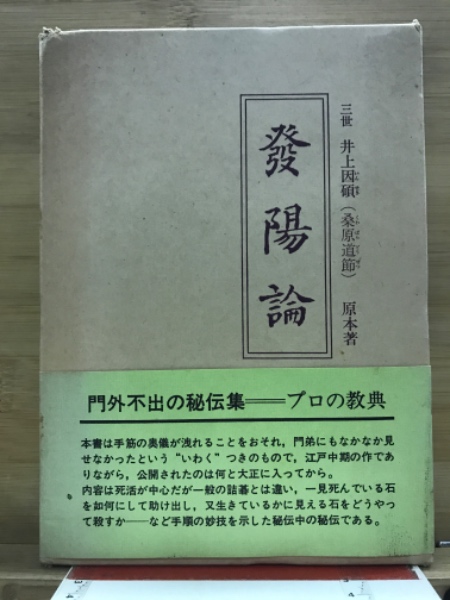 發陽論
三世 井上因碩（桑原道節） 原本著
門外不出の秘伝集──プロの教典
本書は手筋の奥儀が洩れることをおそれ，門弟にもなかなか見
せなかったという“いわく”つきのもので，江戸中期の作であ
りながら，公開されたのは何と大正に入ってから。
内容は死活が中心だが一般の詰碁とは違い，一見死んでいる石
を如何にして助け出し，又生きているかに見える石をどうやっ
て殺すか──など手順の妙技を示した秘伝中の秘伝である。